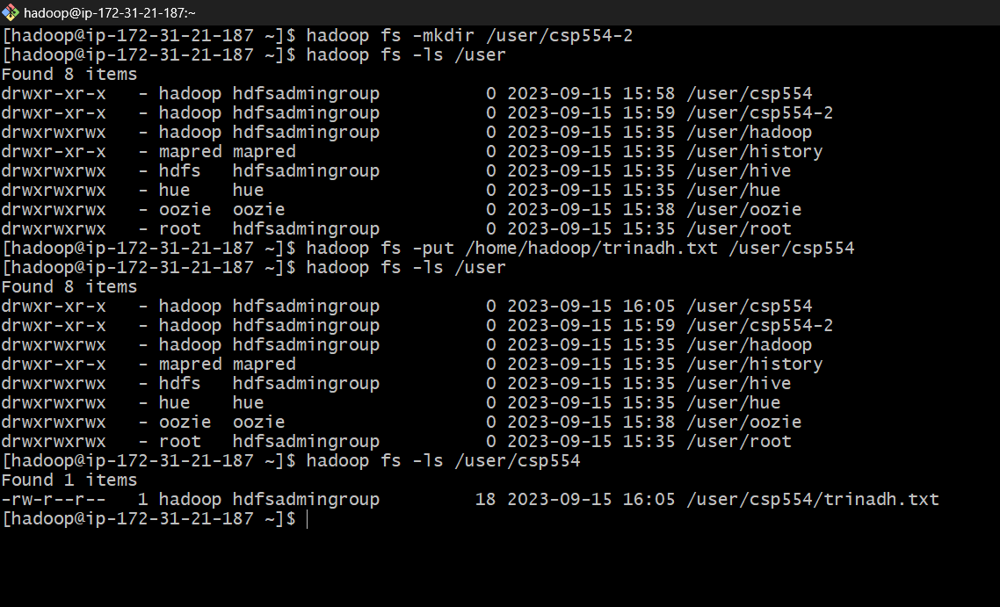 hadoop@ip-172-31-21-187:~
[hadoop@ip-172-31-21-187 ~]$ hadoop fs -mkdir /user/csp554-2
[hadoop@ip-172-31-21-187 ~]$ hadoop fs -ls /user
Found 8 items
drwxr-xr-x   - hadoop hdfsadmingroup          0 2023-09-15 15:58 /user/csp554
drwxr-xr-x   - hadoop hdfsadmingroup          0 2023-09-15 15:59 /user/csp554-2
drwxrwxrwx   - hadoop hdfsadmingroup          0 2023-09-15 15:35 /user/hadoop
drwxr-xr-x   - mapred mapred                  0 2023-09-15 15:35 /user/history
drwxrwxrwx   - hdfs   hdfsadmingroup          0 2023-09-15 15:35 /user/hive
drwxrwxrwx   - hue    hue                     0 2023-09-15 15:35 /user/hue
drwxrwxrwx   - oozie  oozie                   0 2023-09-15 15:38 /user/oozie
drwxrwxrwx   - root   hdfsadmingroup          0 2023-09-15 15:35 /user/root
[hadoop@ip-172-31-21-187 ~]$ hadoop fs -put /home/hadoop/trinadh.txt /user/csp554
[hadoop@ip-172-31-21-187 ~]$ hadoop fs -ls /user
Found 8 items
drwxr-xr-x   - hadoop hdfsadmingroup          0 2023-09-15 16:05 /user/csp554
drwxr-xr-x   - hadoop hdfsadmingroup          0 2023-09-15 15:59 /user/csp554-2
drwxrwxrwx   - hadoop hdfsadmingroup          0 2023-09-15 15:35 /user/hadoop
drwxr-xr-x   - mapred mapred                  0 2023-09-15 15:35 /user/history
drwxrwxrwx   - hdfs   hdfsadmingroup          0 2023-09-15 15:35 /user/hive
drwxrwxrwx   - hue    hue                     0 2023-09-15 15:35 /user/hue
drwxrwxrwx   - oozie  oozie                   0 2023-09-15 15:38 /user/oozie
drwxrwxrwx   - root   hdfsadmingroup          0 2023-09-15 15:35 /user/root
[hadoop@ip-172-31-21-187 ~]$ hadoop fs -ls /user/csp554
Found 1 items
-rw-r--r--   1 hadoop hdfsadmingroup         18 2023-09-15 16:05 /user/csp554/trinadh.txt
[hadoop@ip-172-31-21-187 ~]$